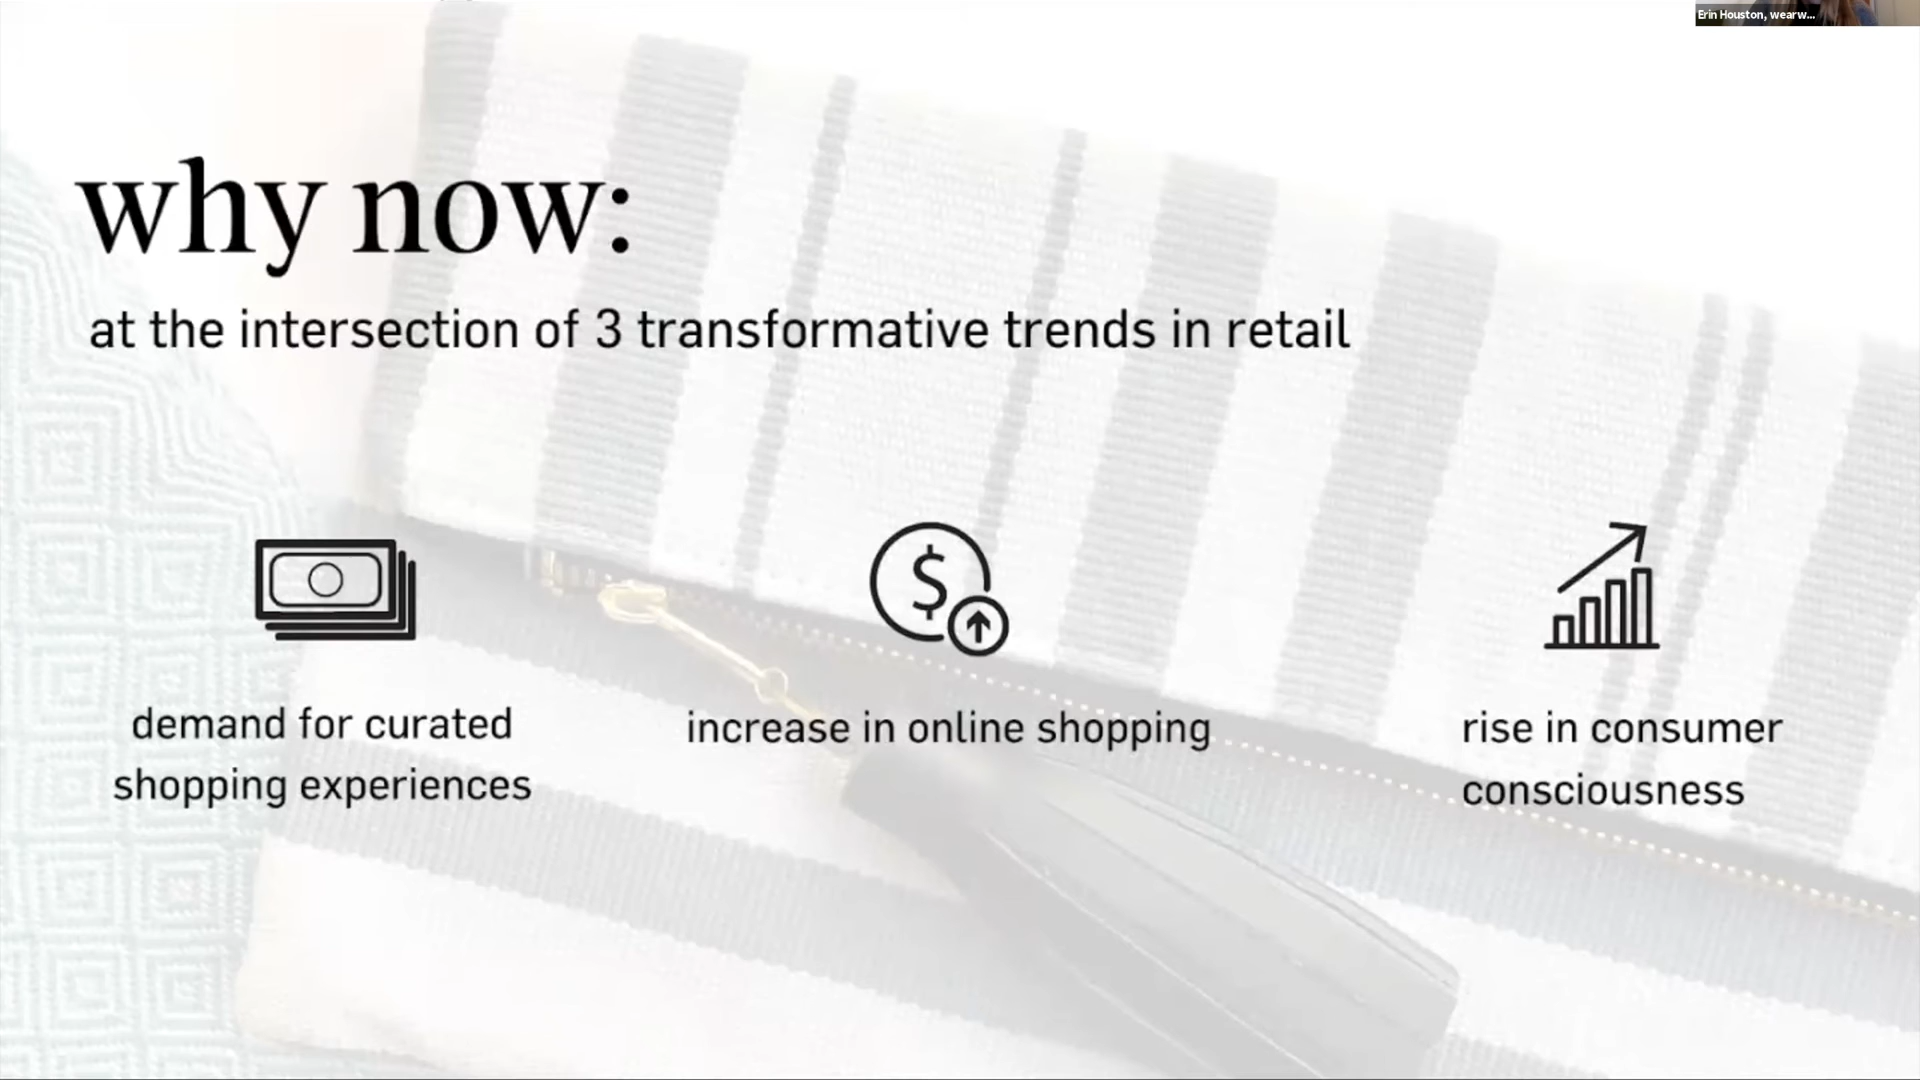 Erin Houston, wearw...
why now:
at the intersection of 3 transformative trends in retail
$
demand for curated
shopping experiences
increase in online shopping
rise in consumer
consciousness